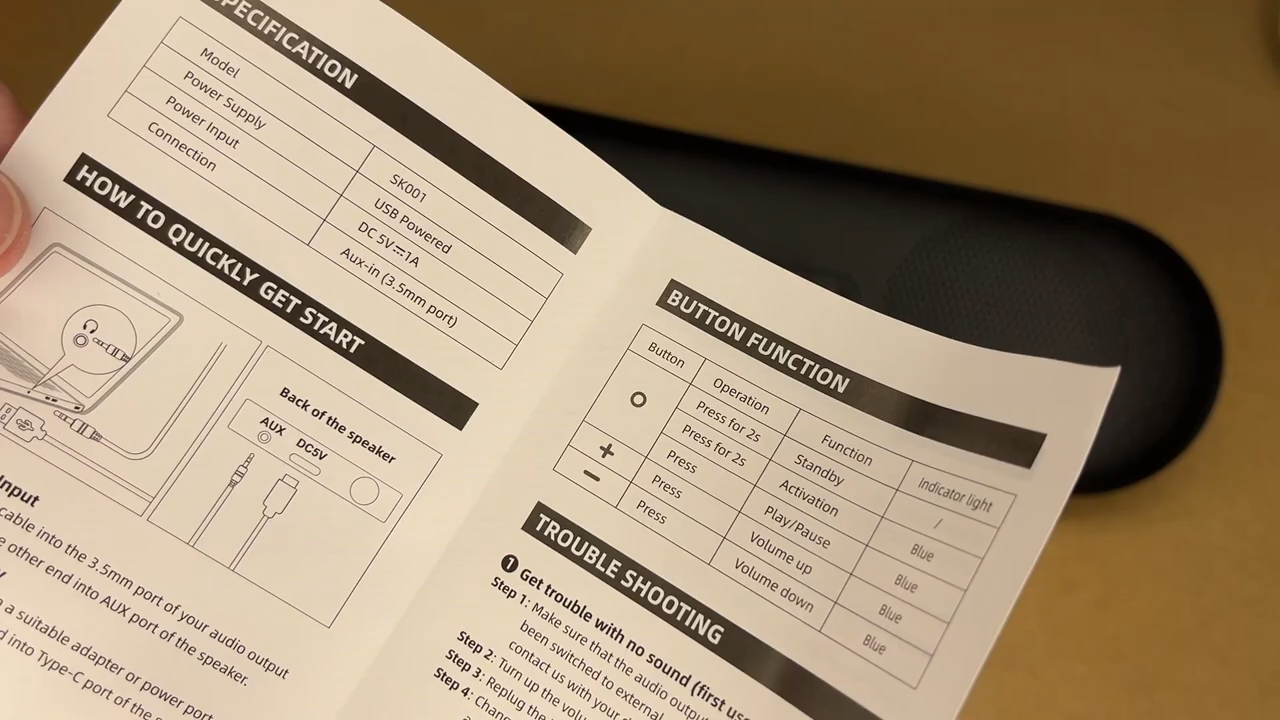 SPECIFICATION
Model SK001
Power Supply USB Powered
Power Input DC 5V⎓1A
Connection Aux-in (3.5mm port)
HOW TO QUICKLY GET START
Back of the speaker
AUX DC5V
Input
cable into the 3.5mm port of your audio output
other end into AUX port of the speaker.
a suitable adapter or power port
into Type-C port of the
BUTTON FUNCTION
Button Operation Function Indicator light
Press for 2s Standby /
Press for 2s Activation Blue
Press Play/Pause Blue
+ Press Volume up Blue
− Press Volume down Blue
TROUBLE SHOOTING
1 Get trouble with no sound (first
Step 1: Make sure that the audio output
been switched to external
contact us with your
Step 2: Turn up the
Step 3: Replug the
Step 4: